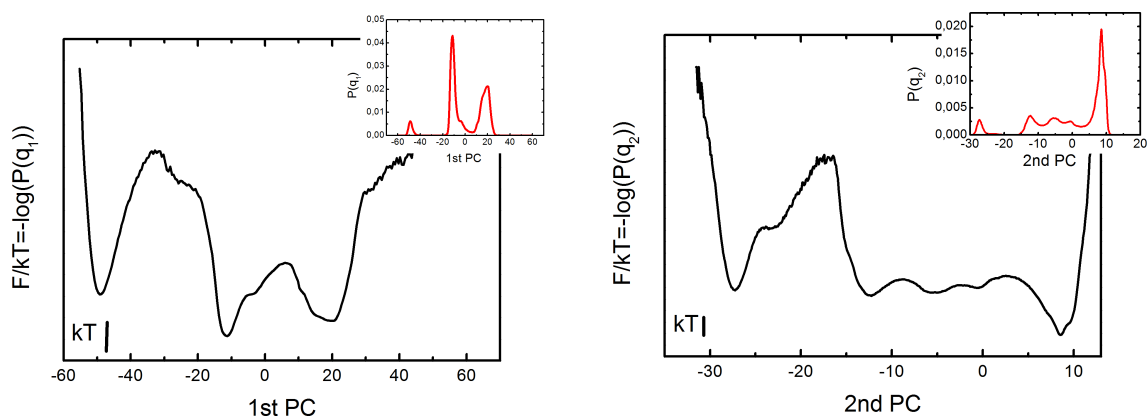 F/kT=-log(P(q₁))
kT
-60 -40 -20 0 20 40 60
1st PC
P(q₁)
0,05
0,04
0,03
0,02
0,01
0,00
-60 -40 -20 0 20 40 60
1st PC
F/kT=-log(P(q₂))
kT
-30 -20 -10 0 10
2nd PC
P(q₂)
0,020
0,015
0,010
0,005
0,000
-30 -20 -10 0 10 20
2nd PC